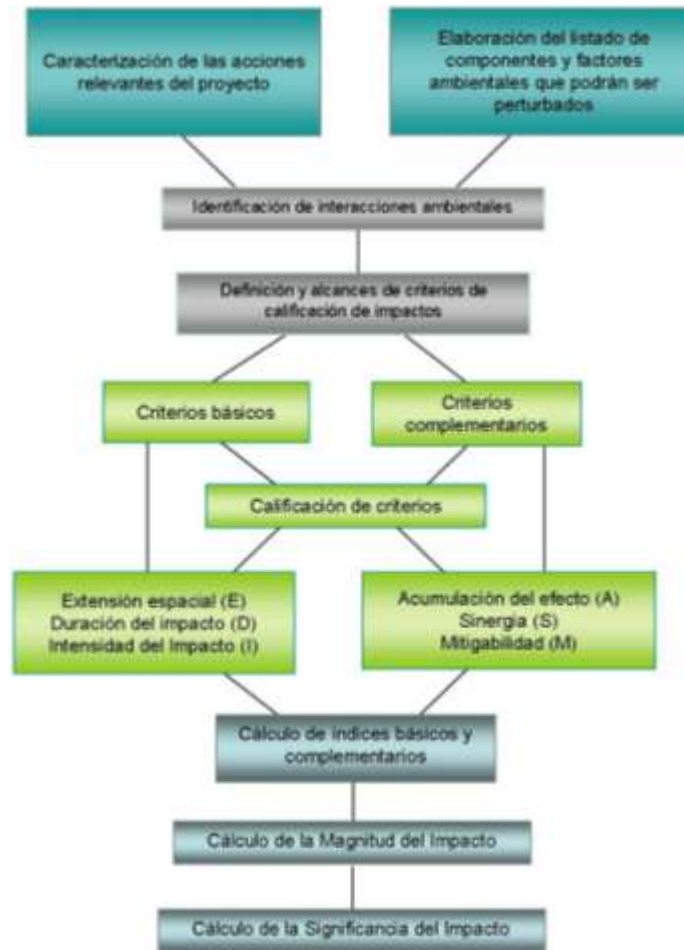 Caracterización de las acciones
relevantes del proyecto
Elaboración del listado de
componentes y factores
ambientales que podrán ser
perturbados
Identificación de interacciones ambientales
Definición y alcances de criterios de
calificación de impactos
Criterios básicos
Criterios
complementarios
Calificación de criterios
Extensión espacial (E)
Duración del impacto (D)
Intensidad del Impacto (I)
Acumulación del efecto (A)
Sinergia (S)
Mitigabilidad (M)
Cálculo de índices básicos y
complementarios
Cálculo de la Magnitud del Impacto
Cálculo de la Significancia del Impacto